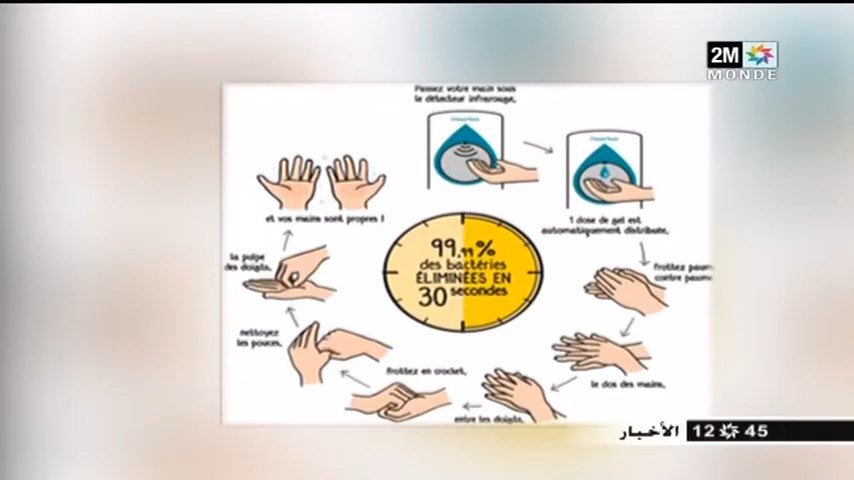 2M
MONDE
Passez votre main sous
le détecteur infrarouge,
1 dose de gel est
automatiquement distribuée,
frottez paum
contre paume
le dos des mains,
entre les doigts,
frottez en crochet,
nettoyez
les pouces,
la pulpe
des doigts,
et vos mains sont propres !
99,99%
des bactéries
ÉLIMINÉES EN
30 secondes
الأخبار
12 45